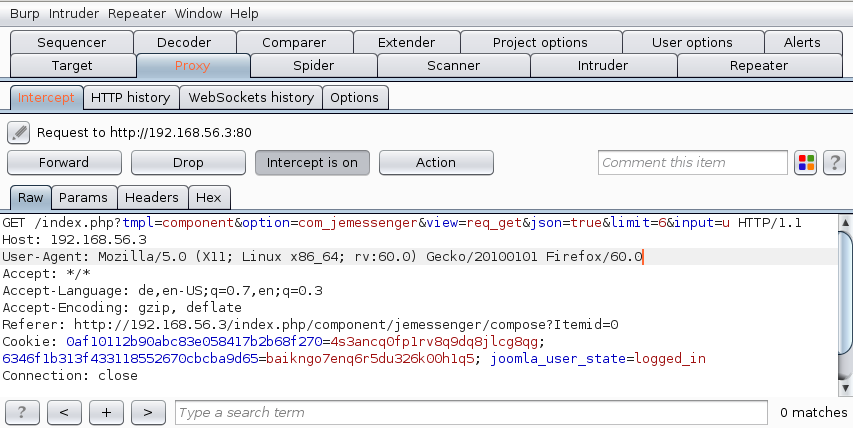 Burp Intruder Repeater Window Help
Sequencer Decoder Comparer Extender Project options User options Alerts
Target Proxy Spider Scanner Intruder Repeater
Intercept HTTP history WebSockets history Options
Request to http://192.168.56.3:80
Forward Drop Intercept is on Action Comment this item ?
Raw Params Headers Hex
GET /index.php?tmpl=component&option=com_jemessenger&view=req_get&json=true&limit=6&input=u HTTP/1.1
Host: 192.168.56.3
User-Agent: Mozilla/5.0 (X11; Linux x86_64; rv:60.0) Gecko/20100101 Firefox/60.0
Accept: */*
Accept-Language: de,en-US;q=0.7,en;q=0.3
Accept-Encoding: gzip, deflate
Referer: http://192.168.56.3/index.php/component/jemessenger/compose?Itemid=0
Cookie: 0af10112b90abc83e058417b2b68f270=4s3ancq0fp1rv8q9dq8jlcg8qg;
6346f1b313f433118552670cbcba9d65=baikngo7enq6r5du326k00h1q5; joomla_user_state=logged_in
Connection: close
? < + > Type a search term 0 matches